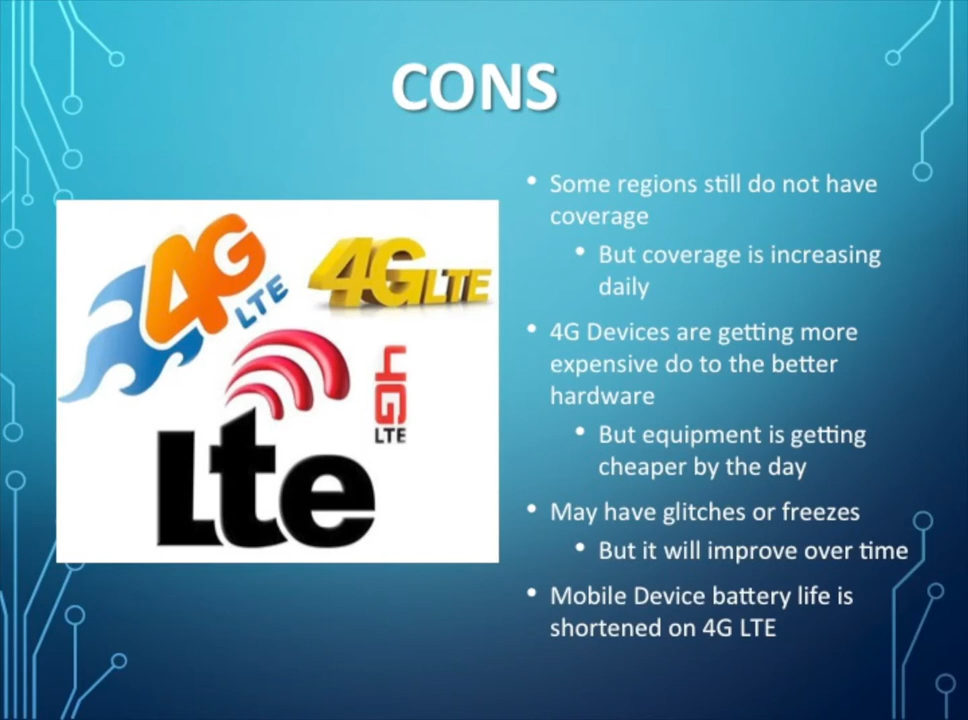 CONS
4G LTE
4G LTE
4G
LTE
Lte
• Some regions still do not have
coverage
• But coverage is increasing
daily
• 4G Devices are getting more
expensive do to the better
hardware
• But equipment is getting
cheaper by the day
• May have glitches or freezes
• But it will improve over time
• Mobile Device battery life is
shortened on 4G LTE